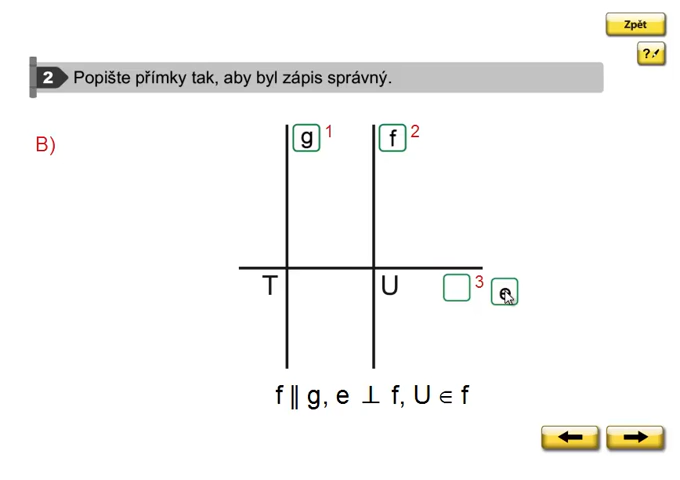 Zpět
?
2 Popište přímky tak, aby byl zápis správný.
B)
g 1 f 2
T U 3 e
f ∥ g, e ⊥ f, U ∈ f